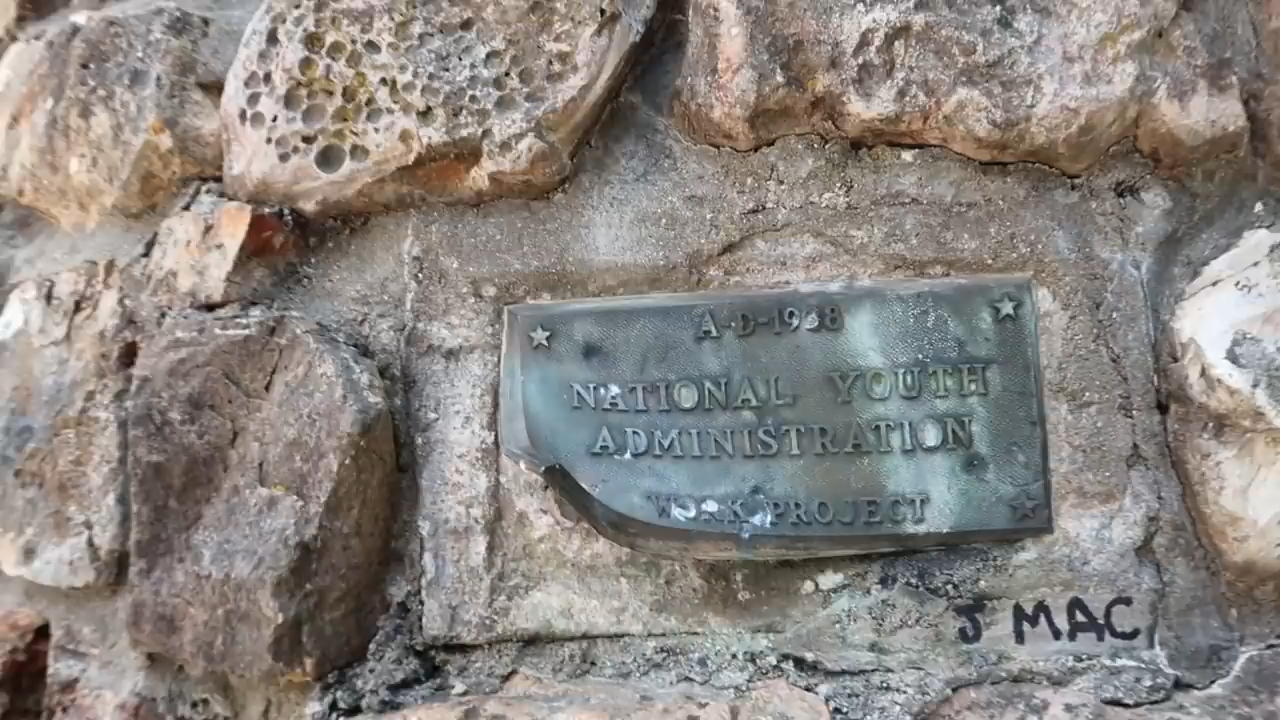 A-D-1938
NATIONAL YOUTH
ADMINISTRATION
WORK PROJECT
J MAC